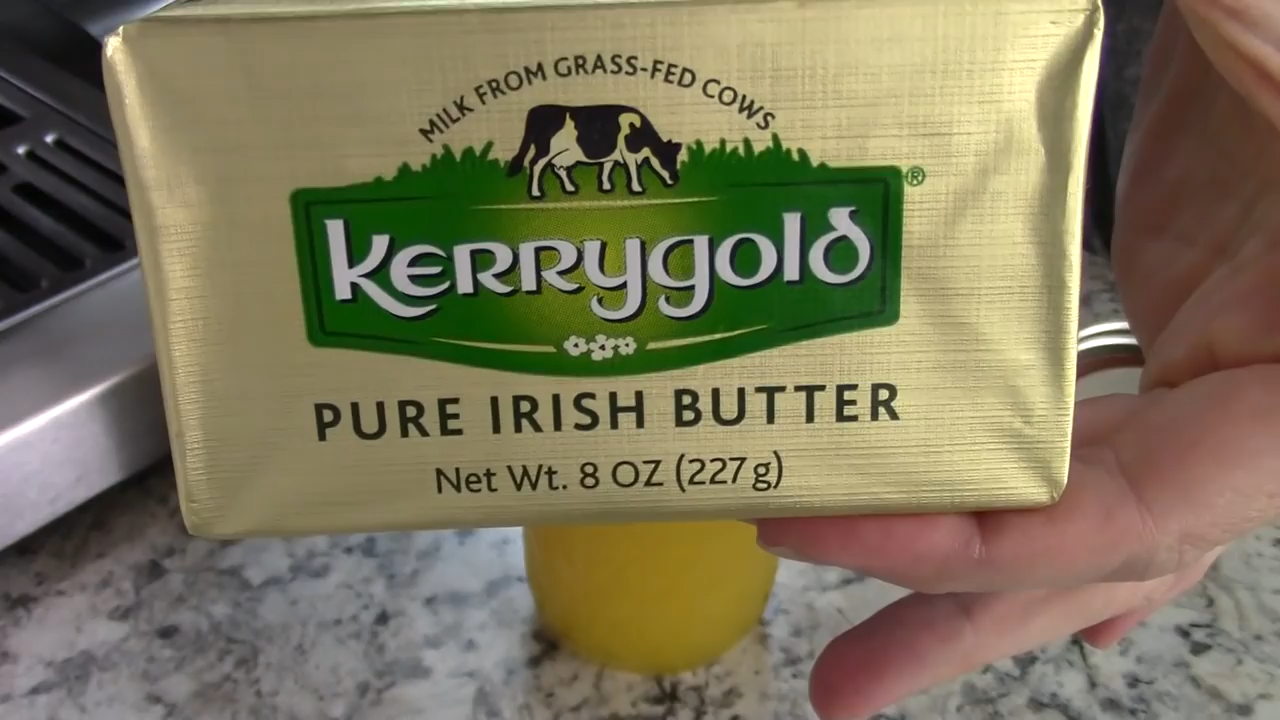 MILK FROM GRASS-FED COWS
Kerrygold®
PURE IRISH BUTTER
Net Wt. 8 OZ (227g)